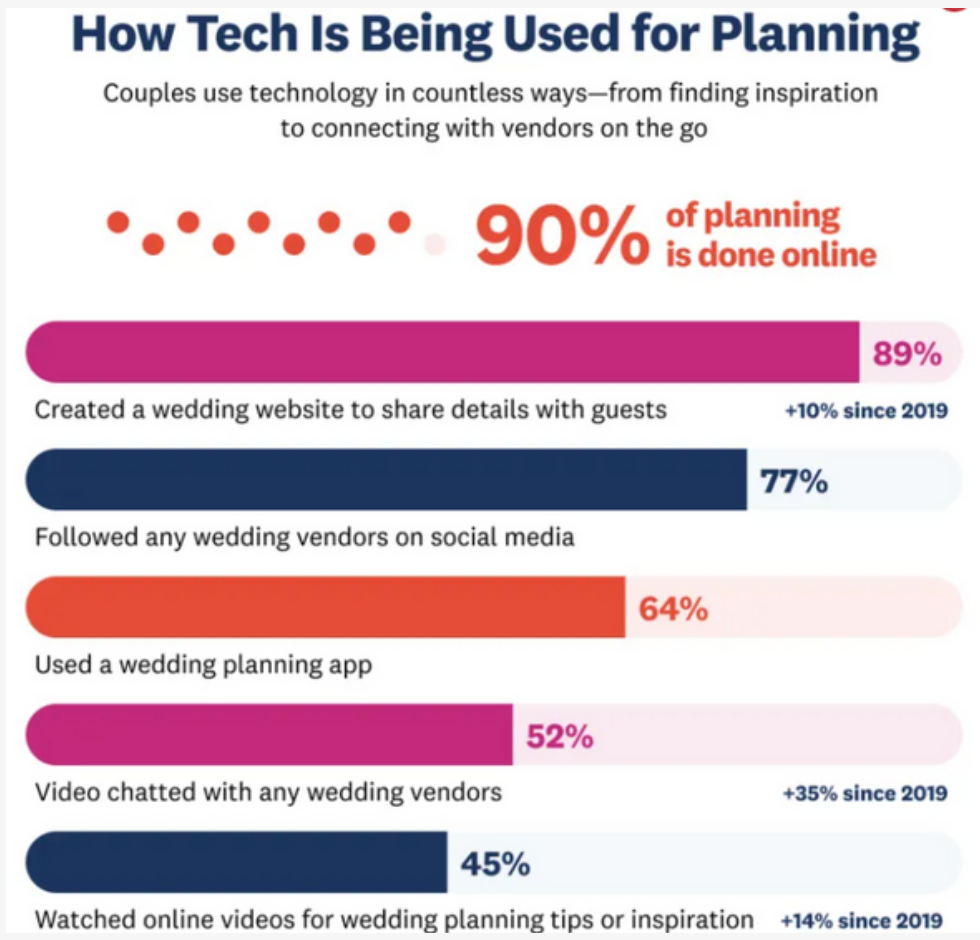 How Tech Is Being Used for Planning
Couples use technology in countless ways—from finding inspiration
to connecting with vendors on the go
90% of planning
is done online
89%
Created a wedding website to share details with guests +10% since 2019
77%
Followed any wedding vendors on social media
64%
Used a wedding planning app
52%
Video chatted with any wedding vendors +35% since 2019
45%
Watched online videos for wedding planning tips or inspiration +14% since 2019